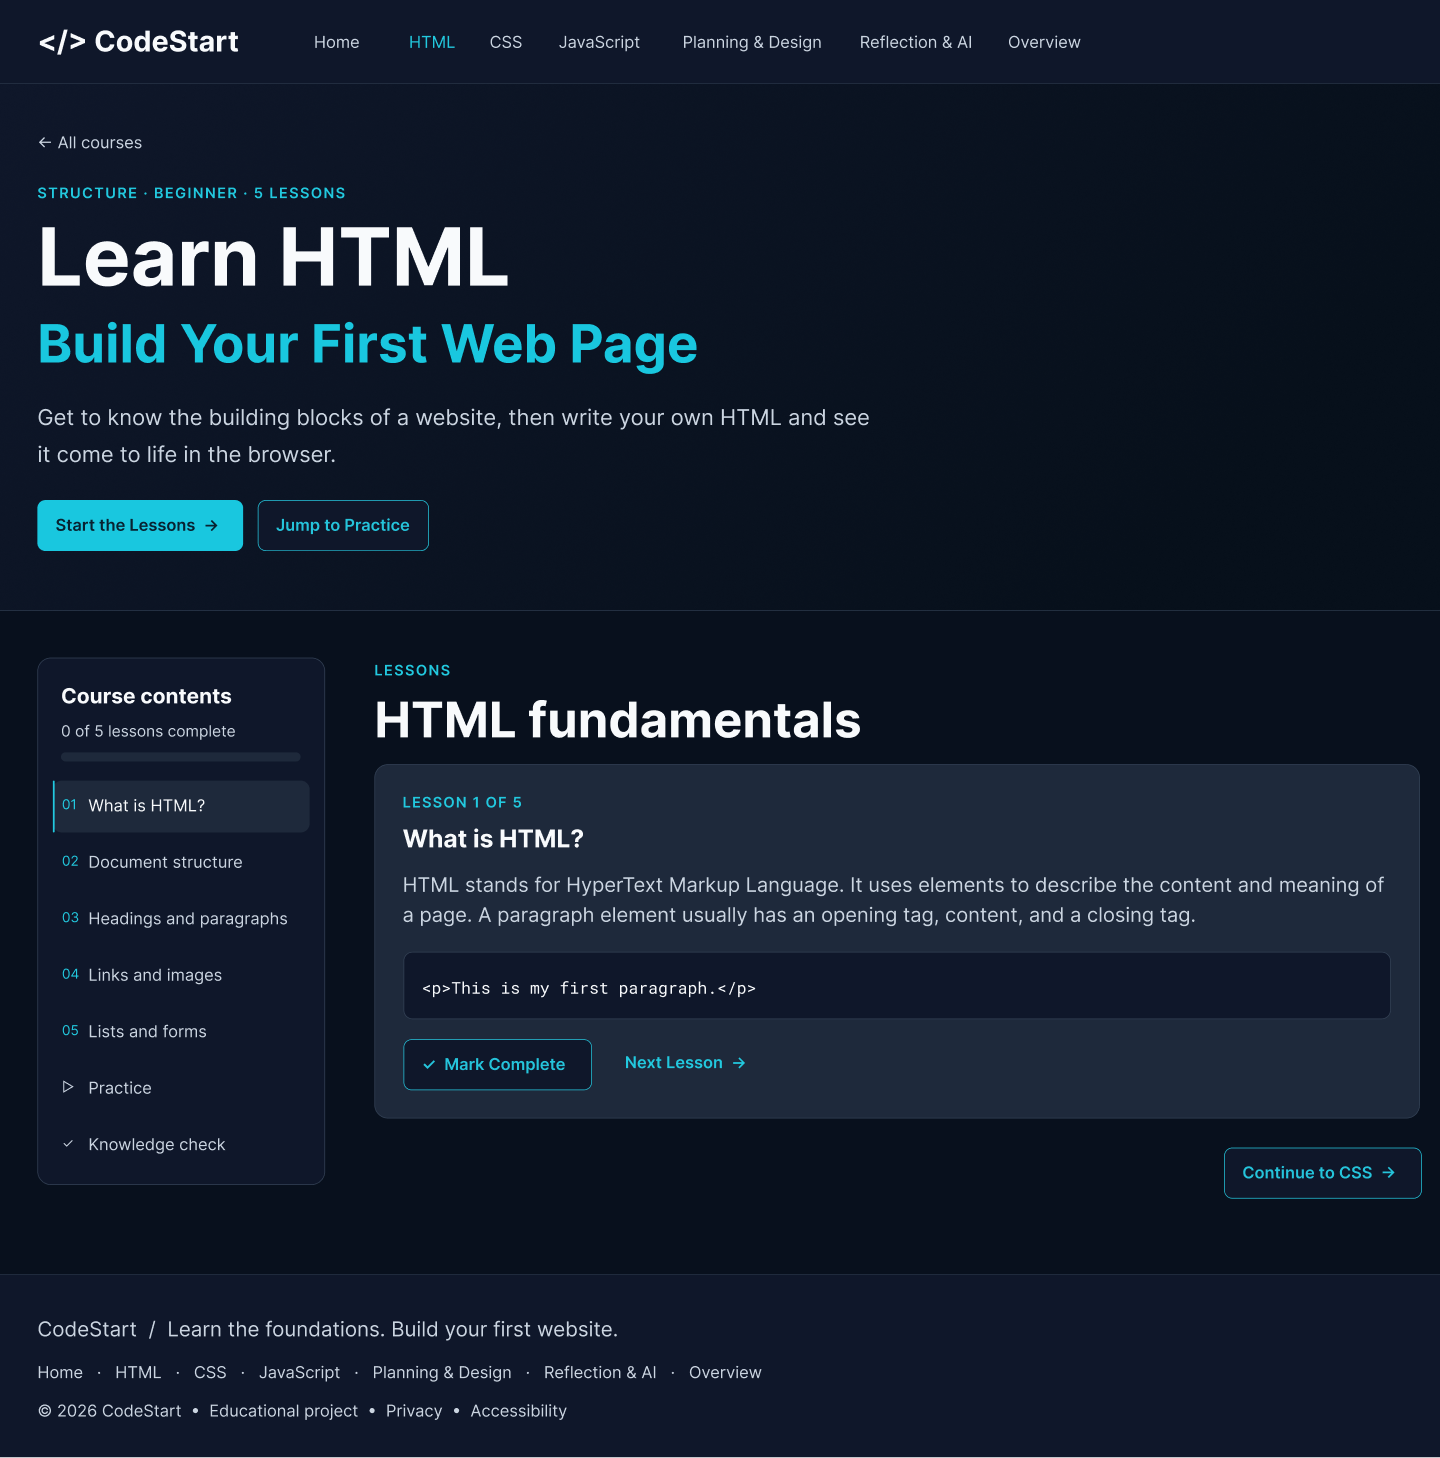 </> CodeStart
Home HTML CSS JavaScript Planning & Design Reflection & AI Overview
← All courses
STRUCTURE · BEGINNER · 5 LESSONS
Learn HTML
Build Your First Web Page
Get to know the building blocks of a website, then write your own HTML and see
it come to life in the browser.
Start the Lessons →
Jump to Practice
Course contents
0 of 5 lessons complete
01 What is HTML?
02 Document structure
03 Headings and paragraphs
04 Links and images
05 Lists and forms
▷ Practice
✓ Knowledge check
LESSONS
HTML fundamentals
LESSON 1 OF 5
What is HTML?
HTML stands for HyperText Markup Language. It uses elements to describe the content and meaning of
a page. A paragraph element usually has an opening tag, content, and a closing tag.
<p>This is my first paragraph.</p>
✓ Mark Complete
Next Lesson →
Continue to CSS →
CodeStart / Learn the foundations. Build your first website.
Home · HTML · CSS · JavaScript · Planning & Design · Reflection & AI · Overview
© 2026 CodeStart • Educational project • Privacy • Accessibility